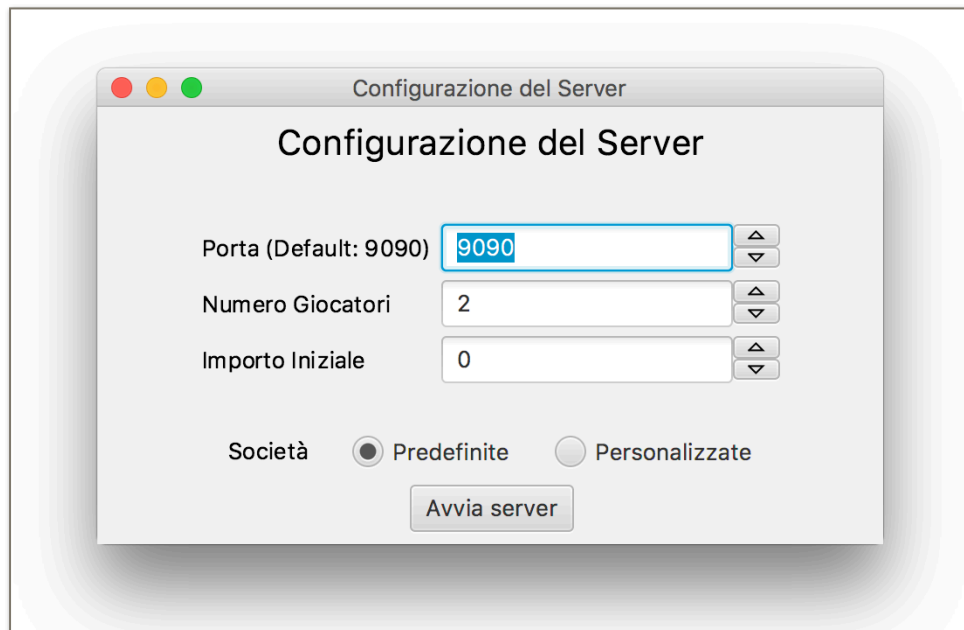 Configurazione del Server
Configurazione del Server
Porta (Default: 9090) 9090
Numero Giocatori 2
Importo Iniziale 0
Società Predefinite Personalizzate
Avvia server